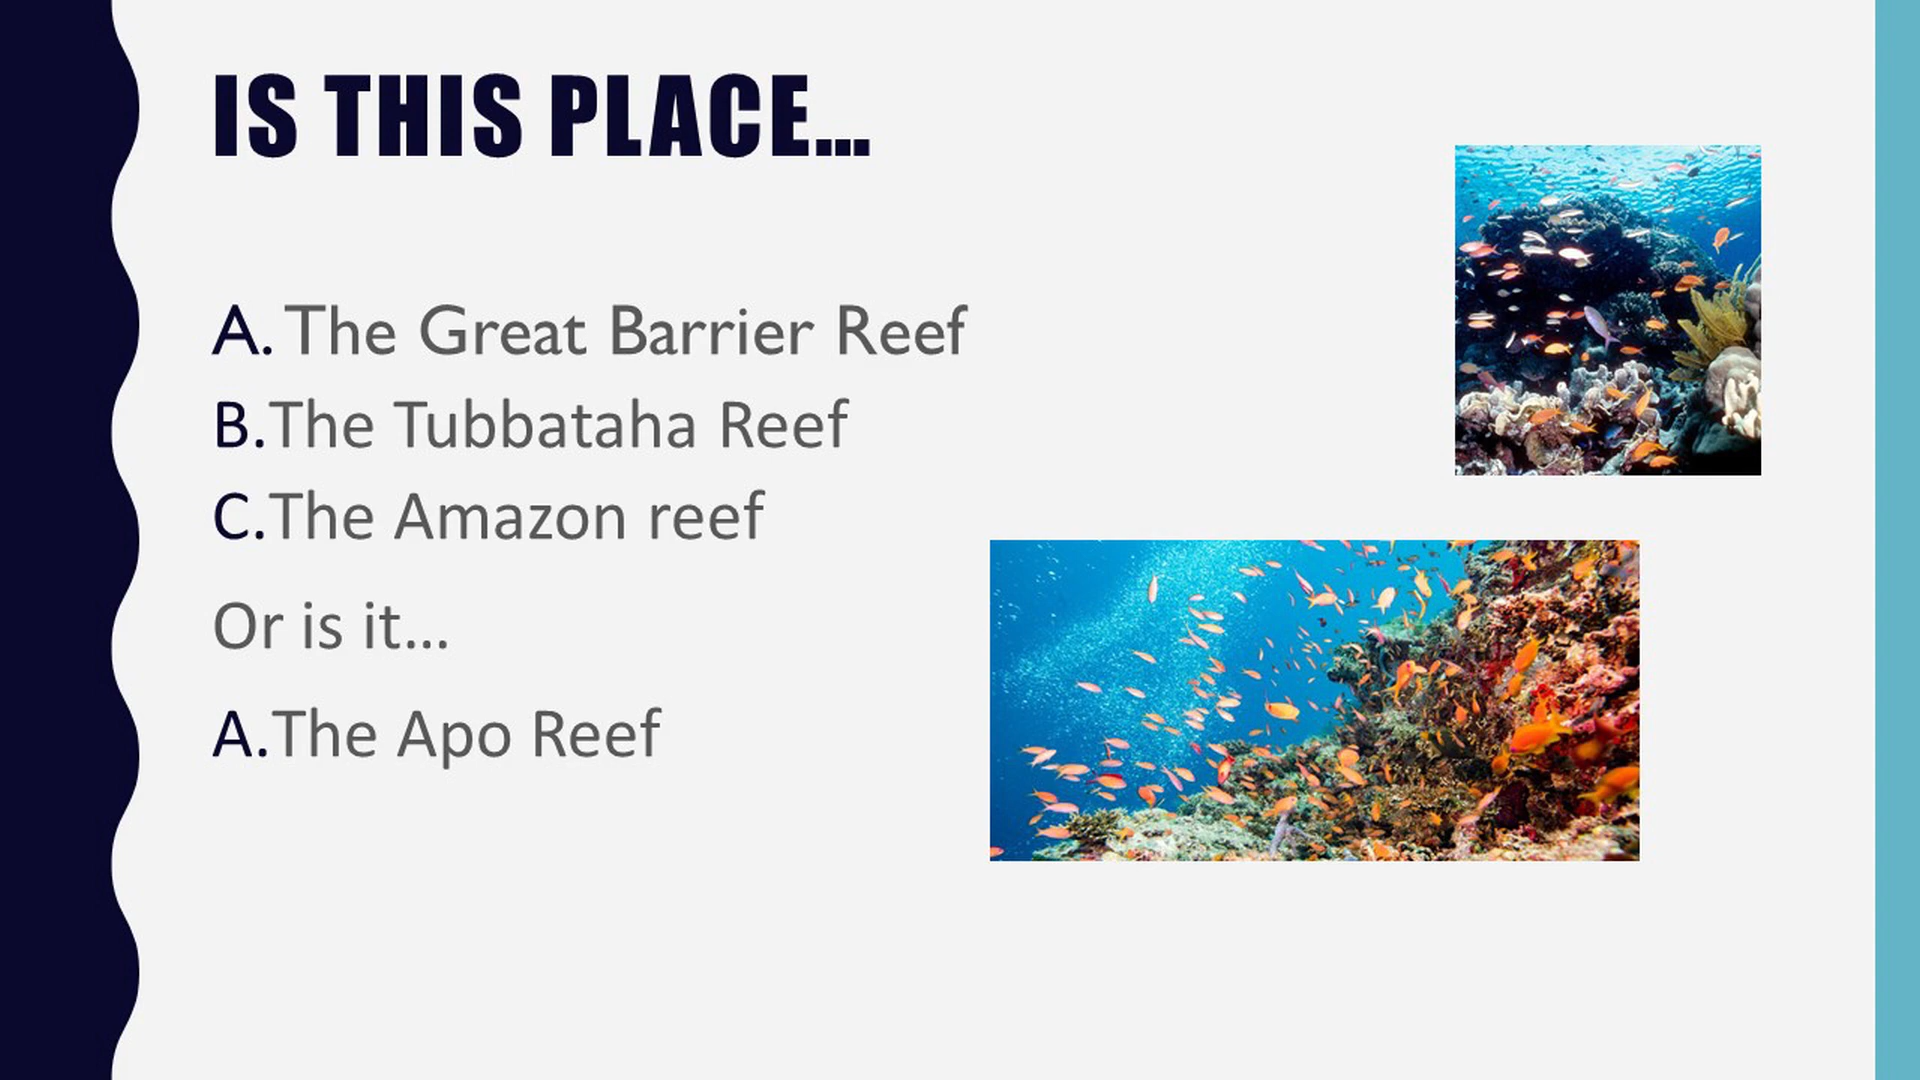 IS THIS PLACE…
A. The Great Barrier Reef
B.The Tubbataha Reef
C.The Amazon reef
Or is it…
A.The Apo Reef